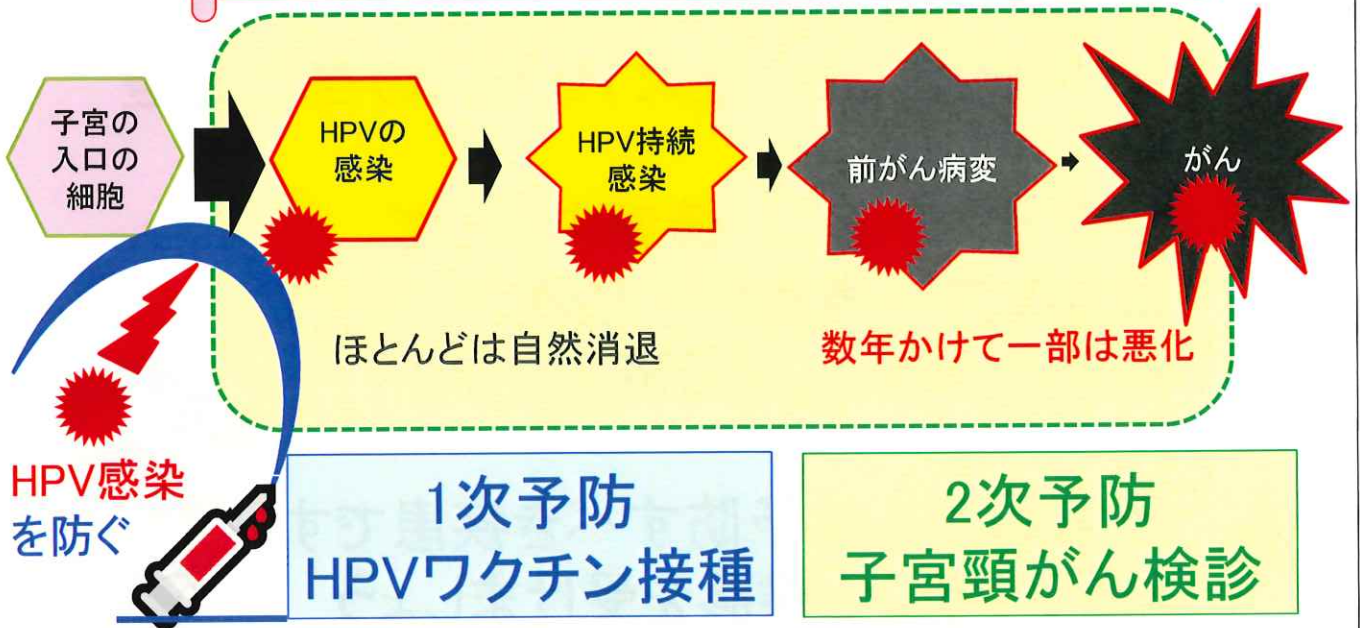 子宮の
入口の
細胞
HPVの
感染
HPV持続
感染
前がん病変
がん
ほとんどは自然消退
数年かけて一部は悪化
HPV感染
を防ぐ
1次予防
HPVワクチン接種
2次予防
子宮頸がん検診